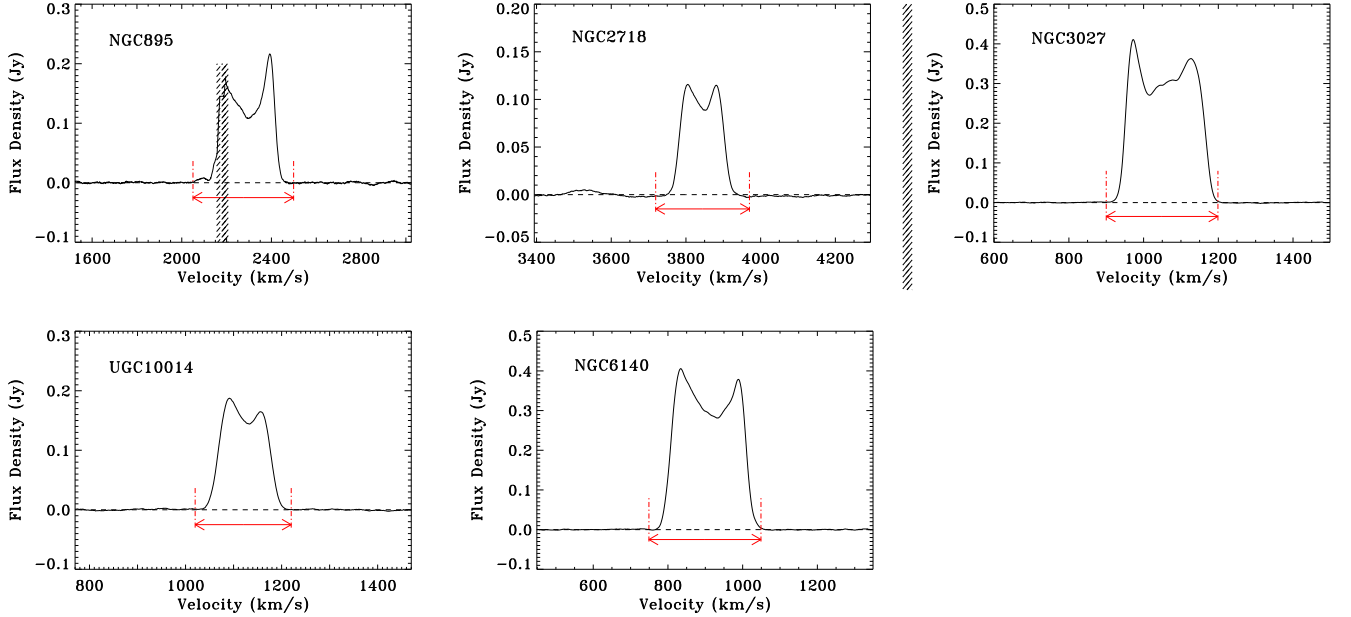 NGC895
Flux Density (Jy)
0.3
0.2
0.1
0.0
−0.1
1600 2000 2400 2800
Velocity (km/s)
NGC2718
Flux Density (Jy)
0.20
0.15
0.10
0.05
0.00
−0.05
3400 3600 3800 4000 4200
Velocity (km/s)
NGC3027
Flux Density (Jy)
0.5
0.4
0.3
0.2
0.1
0.0
−0.1
600 800 1000 1200 1400
Velocity (km/s)
UGC10014
Flux Density (Jy)
0.3
0.2
0.1
0.0
−0.1
800 1000 1200 1400
Velocity (km/s)
NGC6140
Flux Density (Jy)
0.5
0.4
0.3
0.2
0.1
0.0
−0.1
600 800 1000 1200
Velocity (km/s)